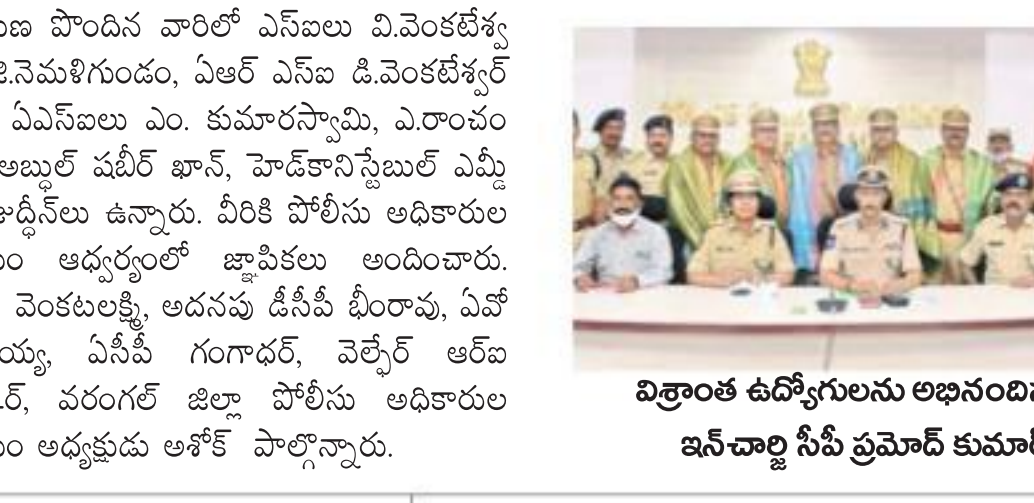 పొందిన వారిలో ఎస్ఐలు వి.వెంకటేశ్వ
నెమళిగుండం, ఏఆర్ ఎస్ఐ డి.వెంకటేశ్వర్
ఏఎస్ఐలు ఎం. కుమారస్వామి, ఎ.రాంచం
అబ్దుల్ షబీర్ ఖాన్, హెడ్‌కానిస్టేబుల్ ఎమ్డీ
ఉన్నారు. వీరికి పోలీసు అధికారుల
ఆధ్వర్యంలో జ్ఞాపికలు అందించారు.
వెంకటలక్ష్మి, అదనపు డీసీపీ భీంరావు, ఏవో
ఏసీపీ గంగాధర్, వెల్ఫేర్ ఆర్ఐ
వరంగల్ జిల్లా పోలీసు అధికారుల
అధ్యక్షుడు అశోక్ పాల్గొన్నారు.
విశ్రాంత ఉద్యోగులను అభినందిస
ఇన్‌చార్జి సీపీ ప్రమోద్ కుమార్